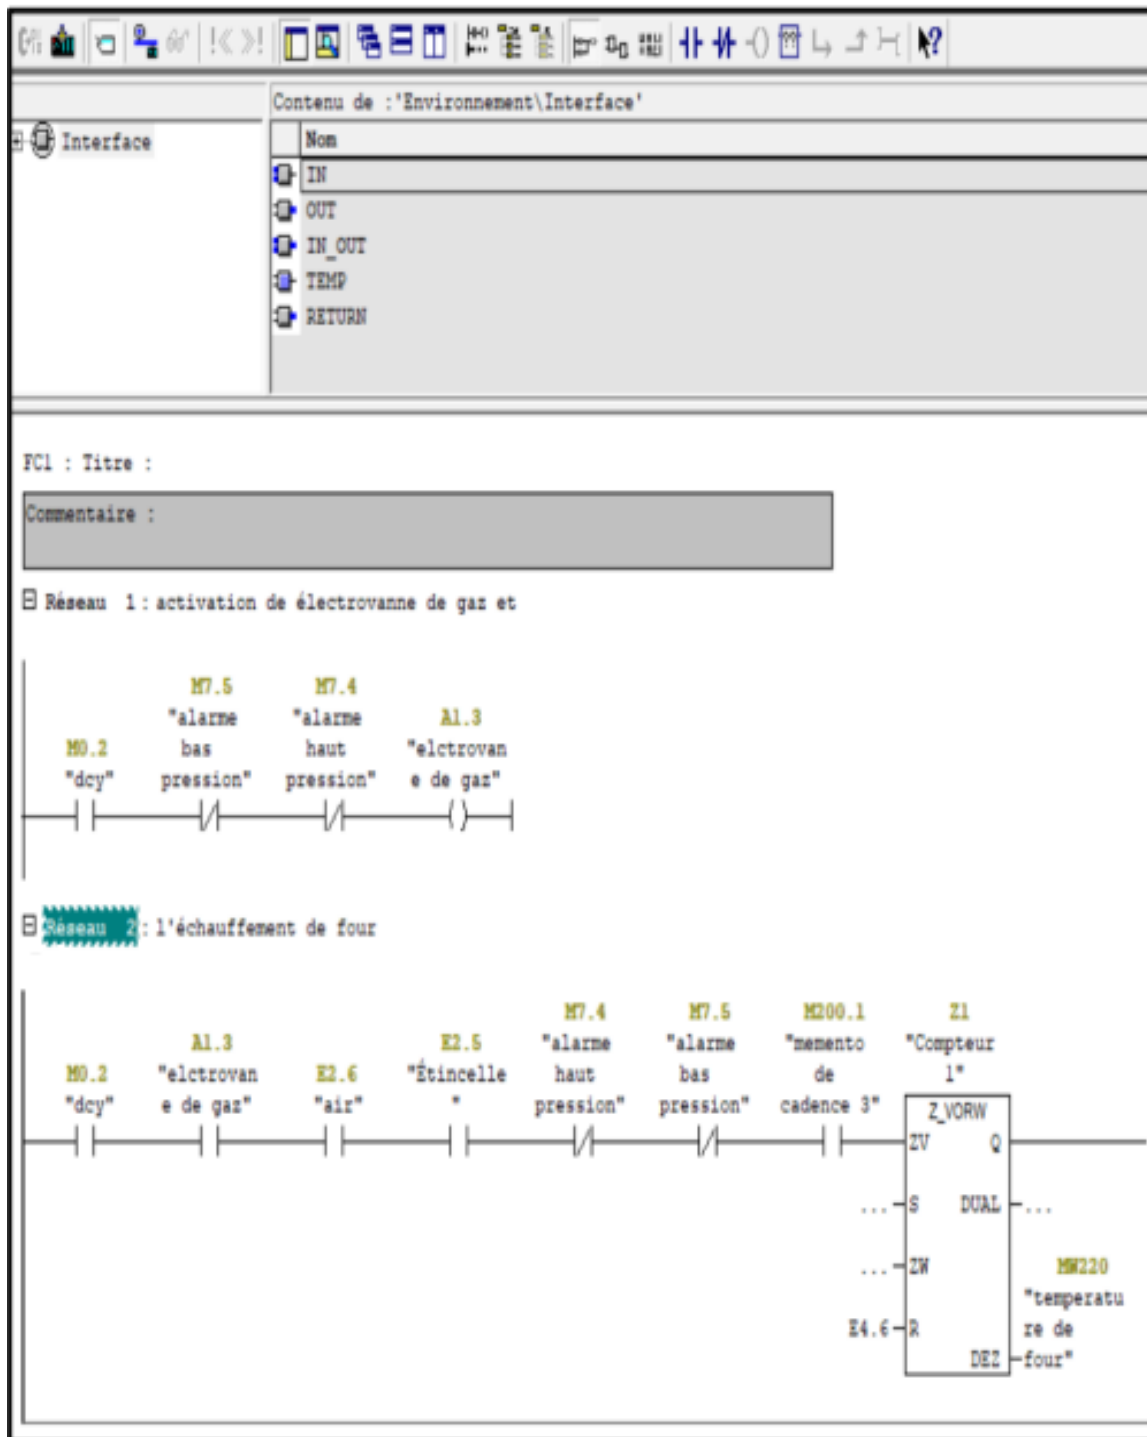 Contenu de :'Environnement\Interface'
Interface
Nom
IN
OUT
IN_OUT
TEMP
RETURN
FC1 : Titre :
Commentaire :
Réseau 1 : activation de électrovanne de gaz et
M7.5 M7.4
"alarme "alarme A1.3
M0.2 bas haut "elctrovan
"dcy" pression" pression" e de gaz"
Réseau 2 : l'échauffement de four
M7.4 M7.5 M200.1 Z1
A1.3 E2.5 "alarme "alarme "memento "Compteur
M0.2 "elctrovan E2.6 "Étincelle haut bas de 1"
"dcy" e de gaz" "air" " pression" pression" cadence 3" Z_VORW
ZV Q
... S DUAL ...
... ZW MW220
"temperatu
E4.6 R re de
DEZ four"